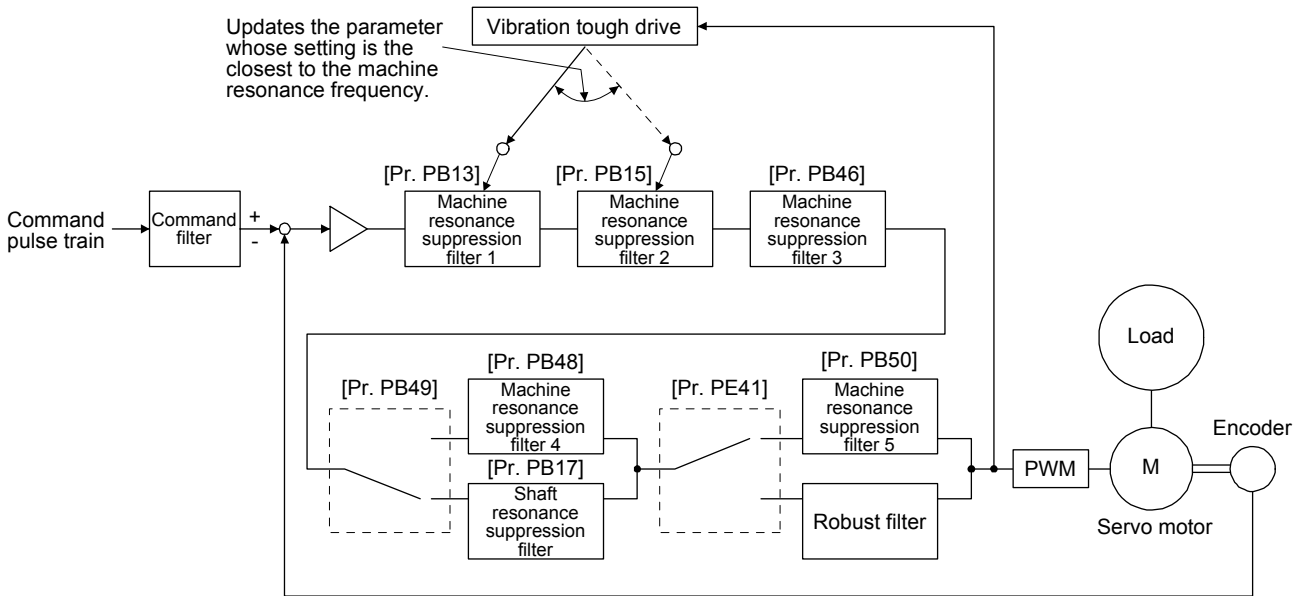 Vibration tough drive
Updates the parameter
whose setting is the
closest to the machine
resonance frequency.
[Pr. PB13]
[Pr. PB15]
[Pr. PB46]
Command
pulse train
Command
filter
+
-
Machine
resonance
suppression
filter 1
Machine
resonance
suppression
filter 2
Machine
resonance
suppression
filter 3
Load
[Pr. PB49]
[Pr. PB48]
Machine
resonance
suppression
filter 4
[Pr. PB17]
Shaft
resonance
suppression
filter
[Pr. PE41]
[Pr. PB50]
Machine
resonance
suppression
filter 5
Robust filter
PWM
M
Servo motor
Encoder